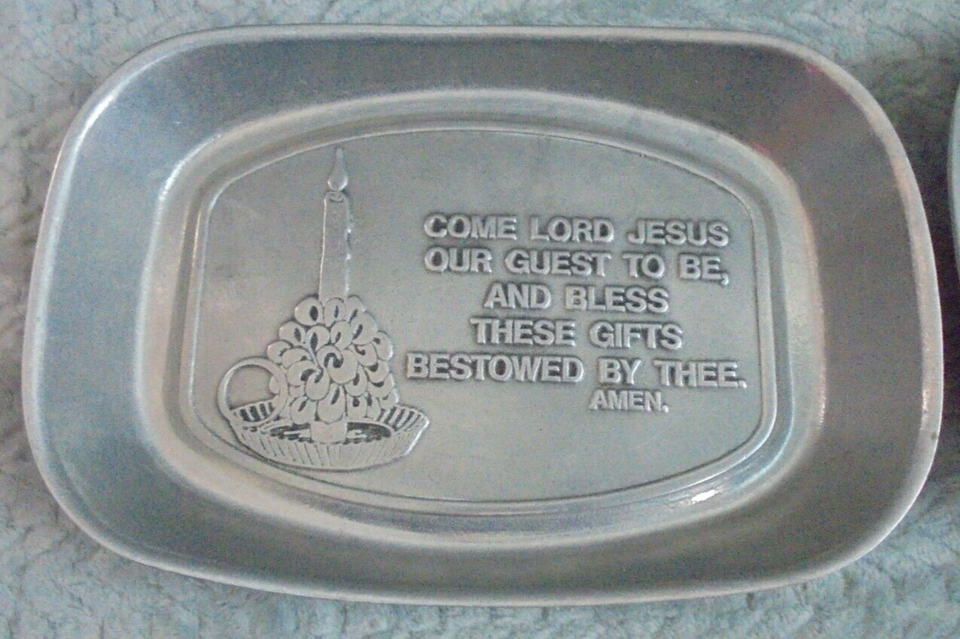 COME LORD JESUS
OUR GUEST TO BE,
AND BLESS
THESE GIFTS
BESTOWED BY THEE.
AMEN.